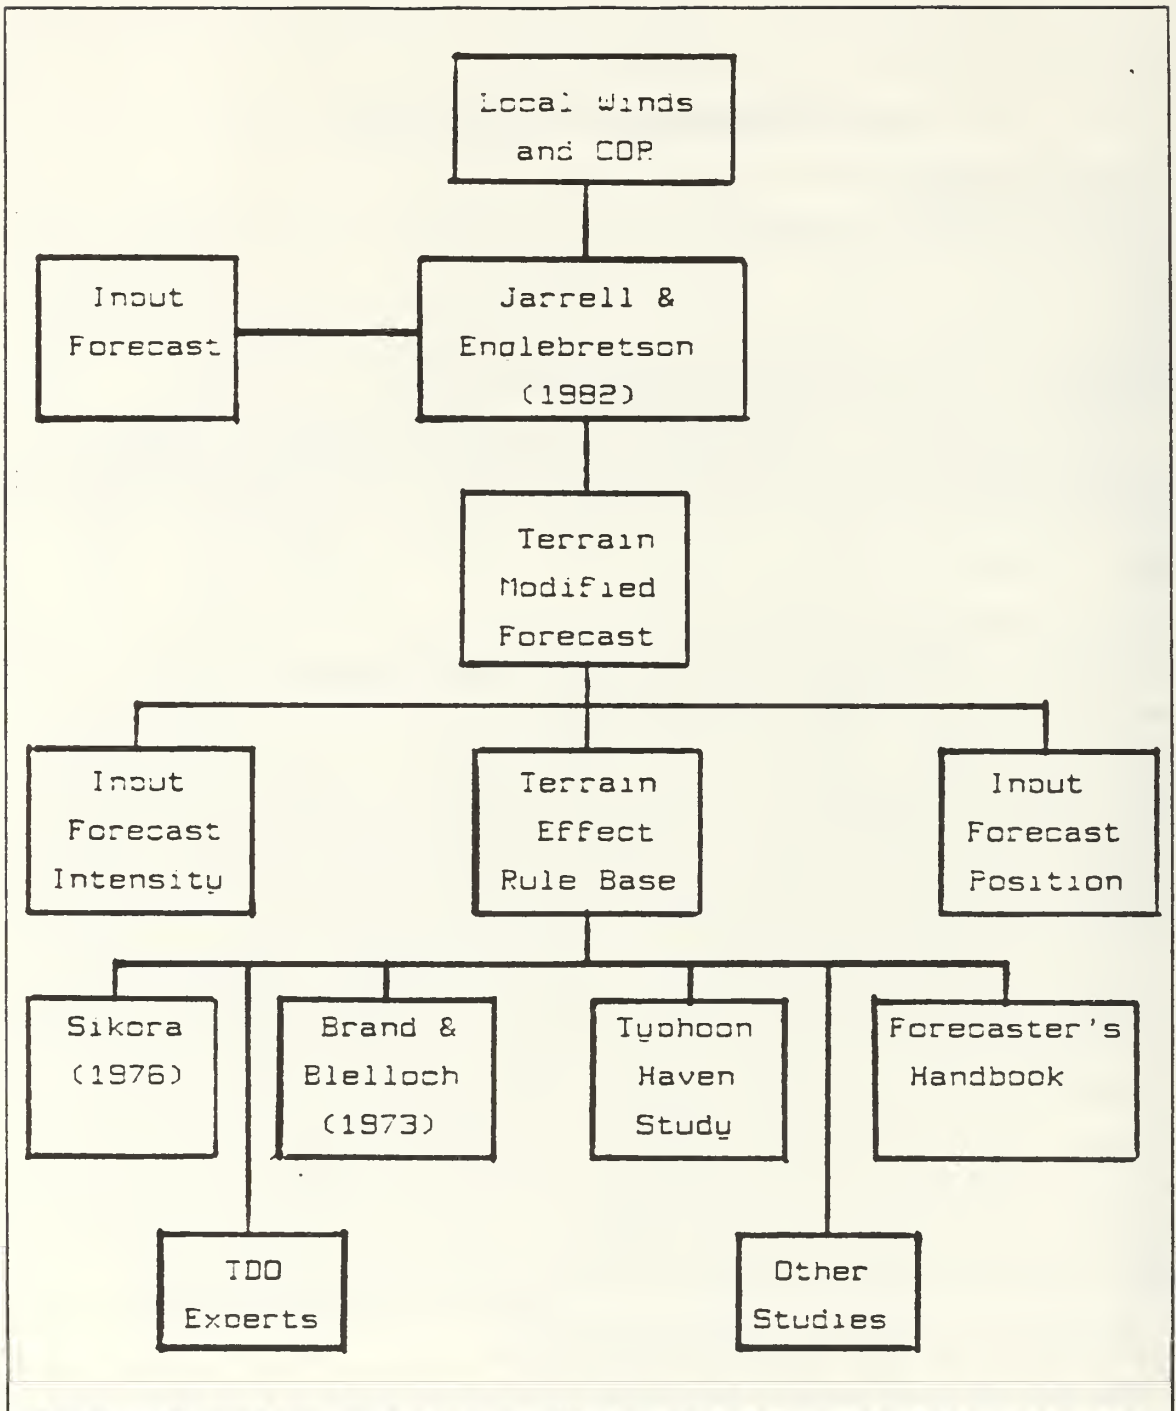 Local Winds
and COR
Input
Forecast
Jarrell &
Englebretson
(1982)
Terrain
Modified
Forecast
Input
Forecast
Intensity
Terrain
Effect
Rule Base
Input
Forecast
Position
Sikora
(1976)
Brand &
Blelloch
(1973)
Typhoon
Haven
Study
Forecaster's
Handbook
TDO
Experts
Other
Studies